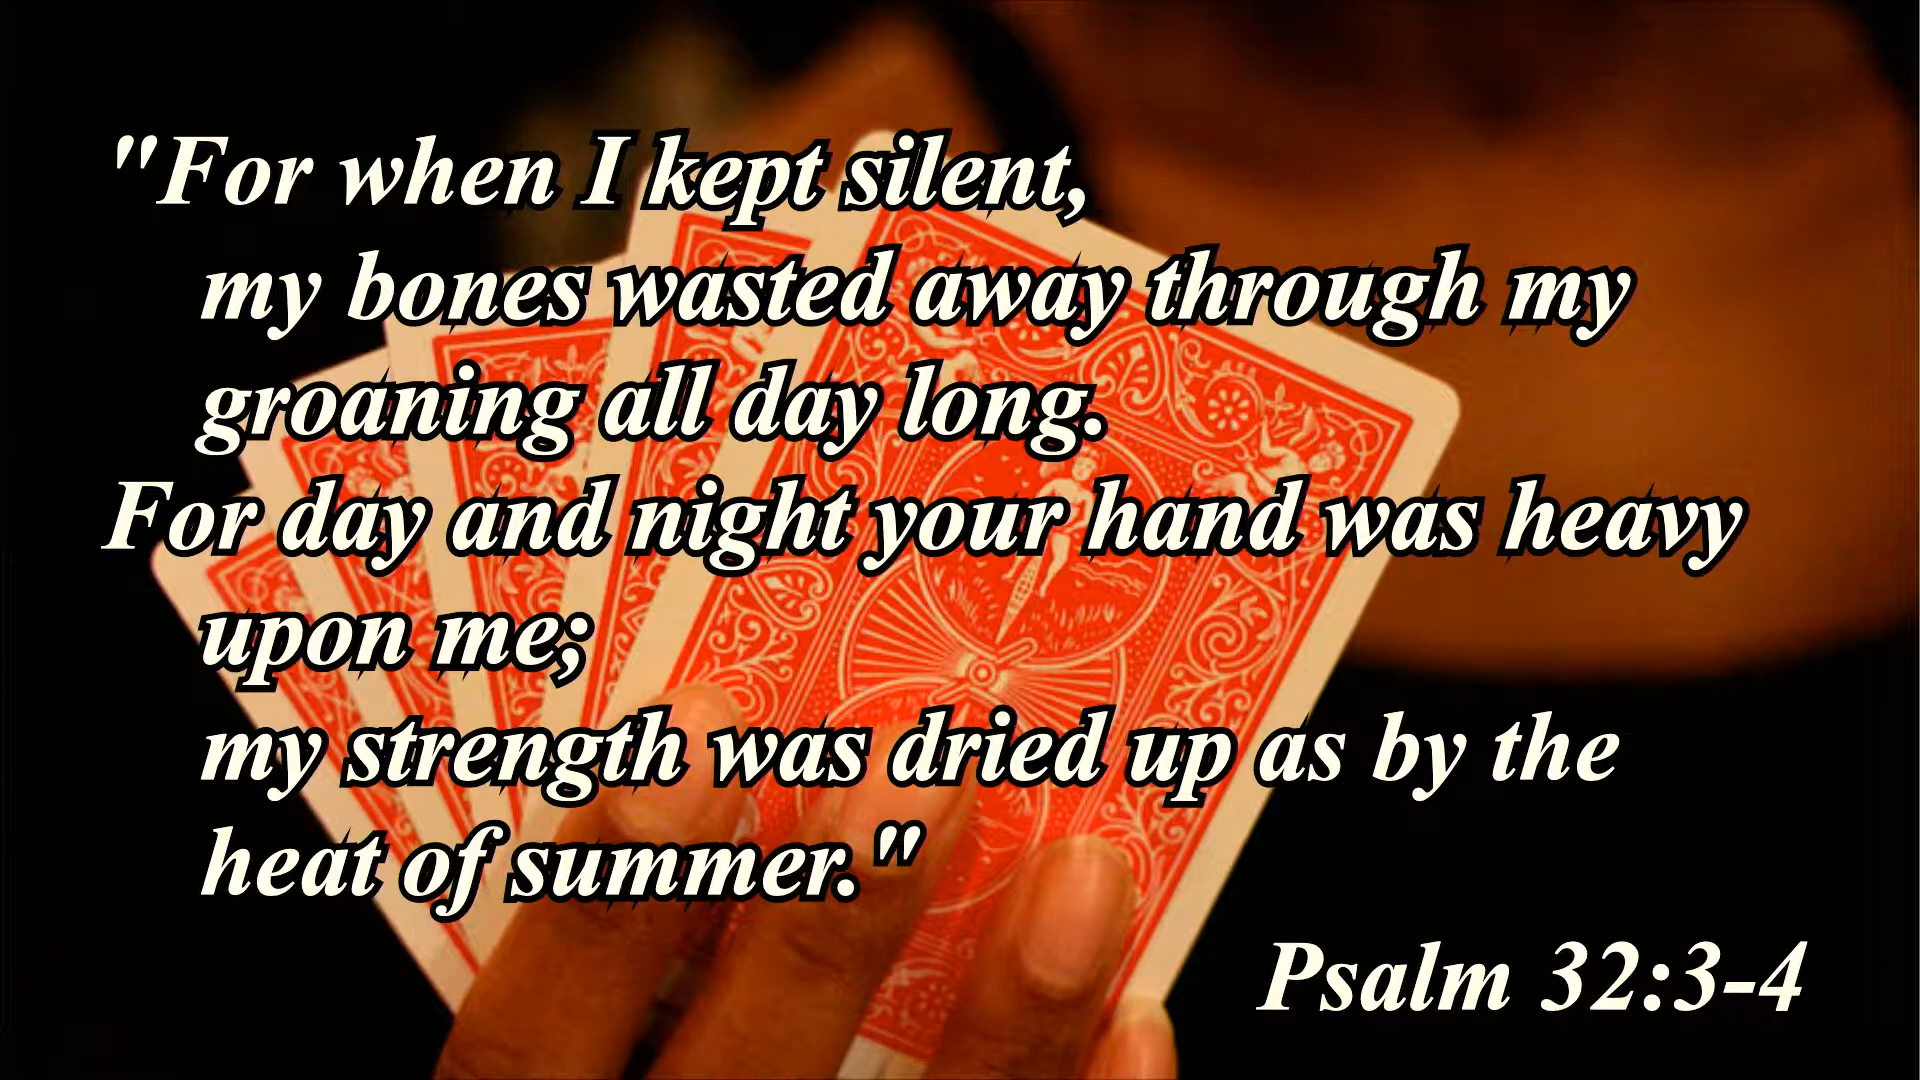 "For when I kept silent,
my bones wasted away through my
groaning all day long.
For day and night your hand was heavy
upon me;
my strength was dried up as by the
heat of summer."
Psalm 32:3-4